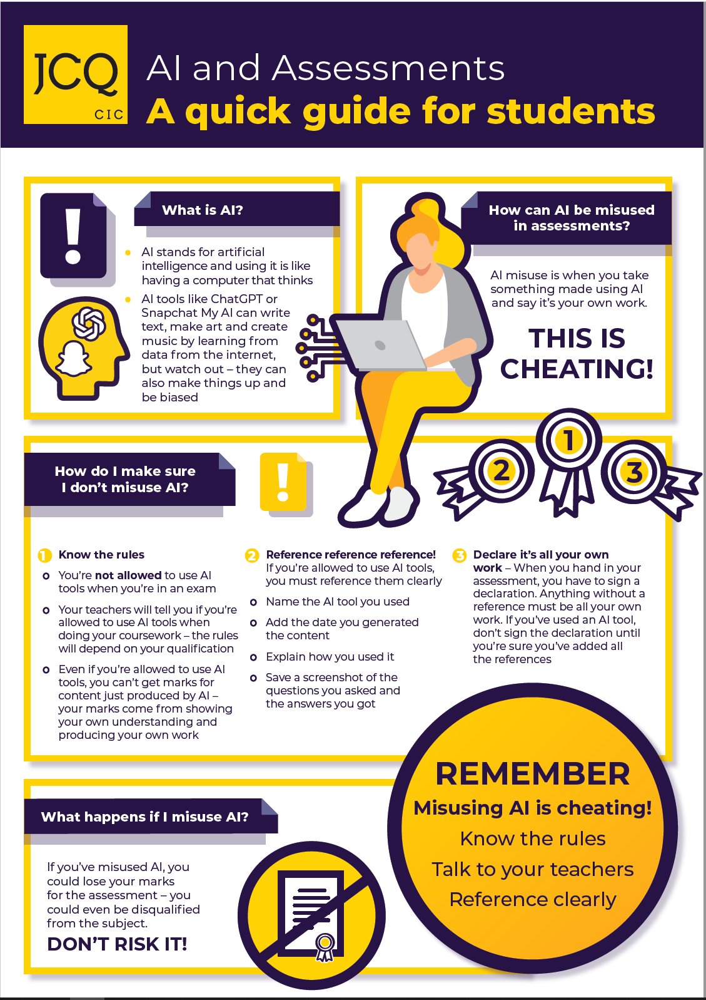 JCQ
CIC
AI and Assessments
A quick guide for students
What is AI?
AI stands for artificial
intelligence and using it is like
having a computer that thinks
AI tools like ChatGPT or
Snapchat My AI can write
text, make art and create
music by learning from
data from the internet,
but watch out – they can
also make things up and
be biased
How can AI be misused
in assessments?
AI misuse is when you take
something made using AI
and say it's your own work.
THIS IS
CHEATING!
How do I make sure
I don't misuse AI?
!
2
1
3
1 Know the rules
You're not allowed to use AI
tools when you're in an exam
Your teachers will tell you if you're
allowed to use AI tools when
doing your coursework – the rules
will depend on your qualification
Even if you're allowed to use AI
tools, you can't get marks for
content just produced by AI –
your marks come from showing
your own understanding and
producing your own work
2 Reference reference reference!
If you're allowed to use AI tools,
you must reference them clearly
Name the AI tool you used
Add the date you generated
the content
Explain how you used it
Save a screenshot of the
questions you asked and
the answers you got
3 Declare it's all your own
work – When you hand in your
assessment, you have to sign a
declaration. Anything without a
reference must be all your own
work. If you've used an AI tool,
don't sign the declaration until
you're sure you've added all
the references
What happens if I misuse AI?
If you've misused AI, you
could lose your marks
for the assessment – you
could even be disqualified
from the subject.
DON'T RISK IT!
REMEMBER
Misusing AI is cheating!
Know the rules
Talk to your teachers
Reference clearly